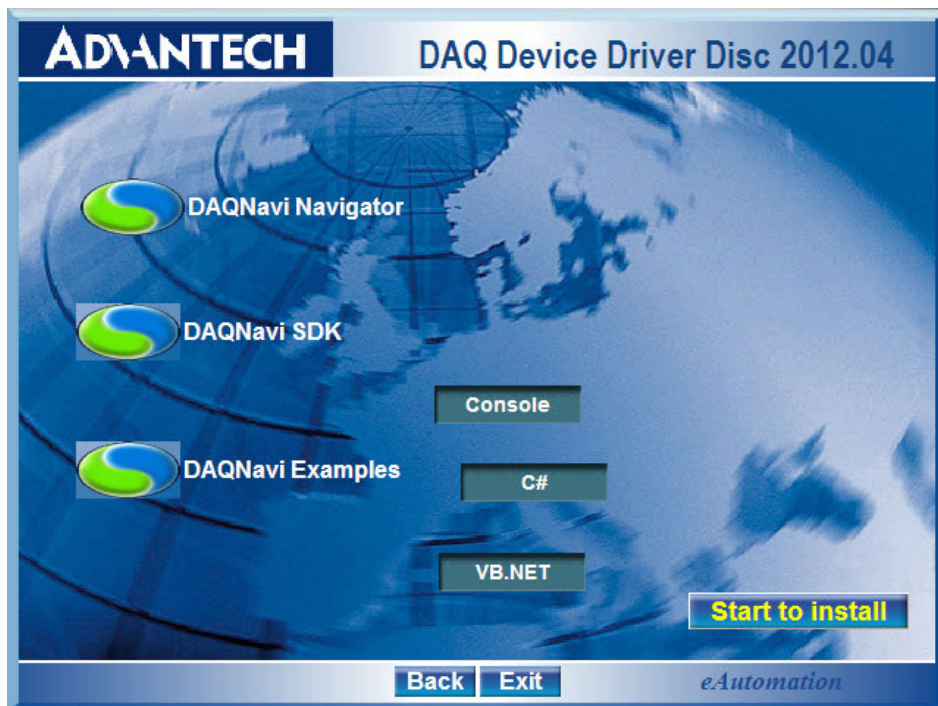 ADVANTECH
DAQ Device Driver Disc 2012.04
DAQNavi Navigator
DAQNavi SDK
Console
DAQNavi Examples
C#
VB.NET
Start to install
Back
Exit
eAutomation